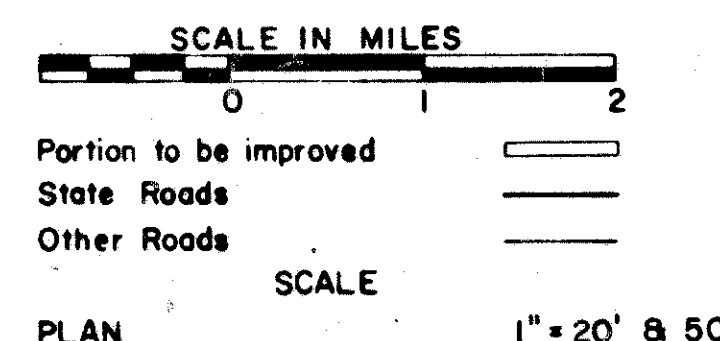 SCALE IN MILES
0 1 2
Portion to be improved
State Roads
Other Roads
SCALE
PLAN 1" = 20' & 50